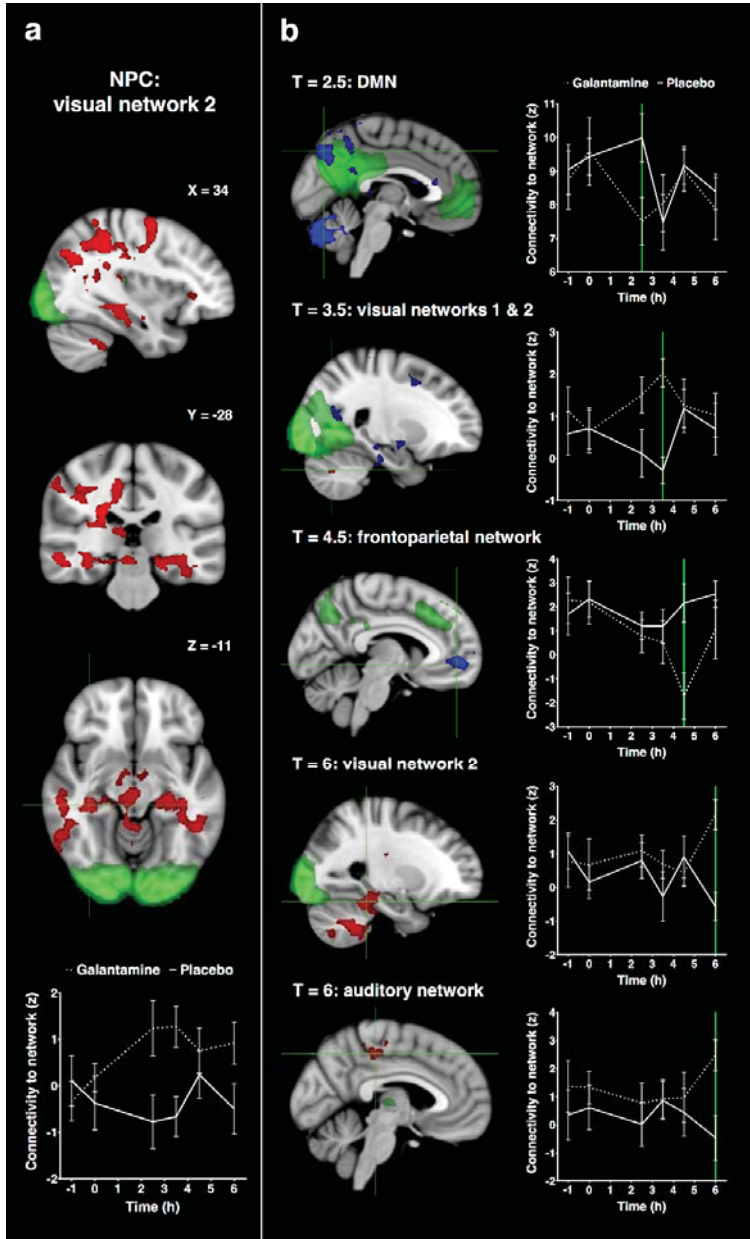 a
NPC:
visual network 2
X = 34
Y = -28
Z = -11
Galantamine Placebo
Connectivity to network (z)
2
1
0
-1
-2
-1 0 1 2 3 4 5 6
Time (h)
b
T = 2.5: DMN
Galantamine Placebo
Connectivity to network (z)
11
10
9
8
7
6
-1 0 1 2 3 4 5 6
Time (h)
T = 3.5: visual networks 1 & 2
Connectivity to network (z)
3
2
1
0
-1
-1 0 1 2 3 4 5 6
Time (h)
T = 4.5: frontoparietal network
Connectivity to network (z)
4
3
2
1
0
-1
-2
-3
-1 0 1 2 3 4 5 6
Time (h)
T = 6: visual network 2
Connectivity to network (z)
3
2
1
0
-1
-2
-1 0 1 2 3 4 5 6
Time (h)
T = 6: auditory network
Connectivity to network (z)
4
3
2
1
0
-1
-2
-1 0 1 2 3 4 5 6
Time (h)